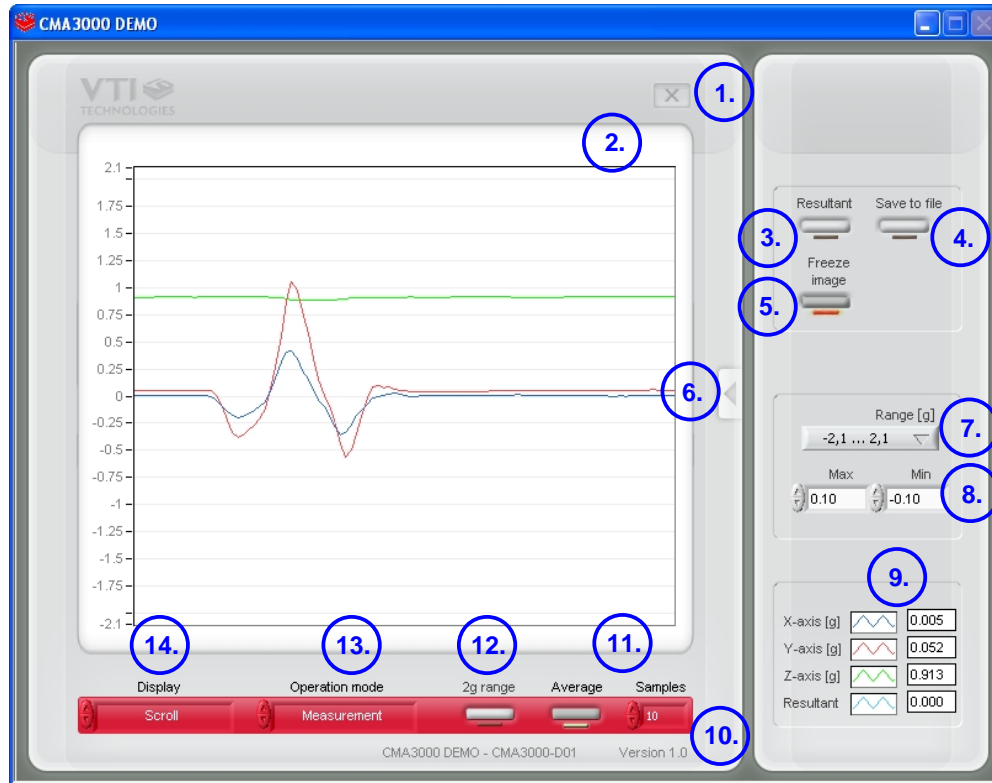 CMA3000 DEMO
VTI
TECHNOLOGIES
1.
2.
2.1
1.75
1.5
1.25
1
0.75
0.5
0.25
0
-0.25
-0.5
-0.75
-1
-1.25
-1.5
-1.75
-2.1
Resultant Save to file
3. 4.
Freeze
image
5.
6.
Range [g]
-2,1 ... 2,1
7.
Max Min
0.10 -0.10
8.
9.
X-axis [g] 0.005
Y-axis [g] 0.052
Z-axis [g] 0.913
Resultant 0.000
14. 13. 12. 11.
Display Operation mode 2g range Average Samples
Scroll Measurement 10
10.
CMA3000 DEMO - CMA3000-D01 Version 1.0